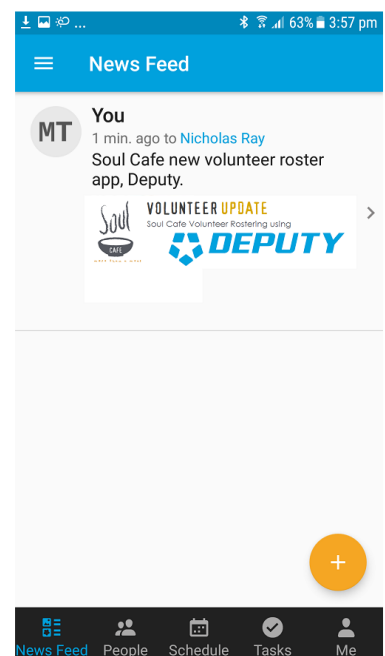 63% 3:57 pm
News Feed
MT
You
1 min. ago to Nicholas Ray
Soul Cafe new volunteer roster
app, Deputy.
Soul
CAFE
VOLUNTEER UPDATE
Soul Cafe Volunteer Rostering using
DEPUTY
News Feed People Schedule Tasks Me